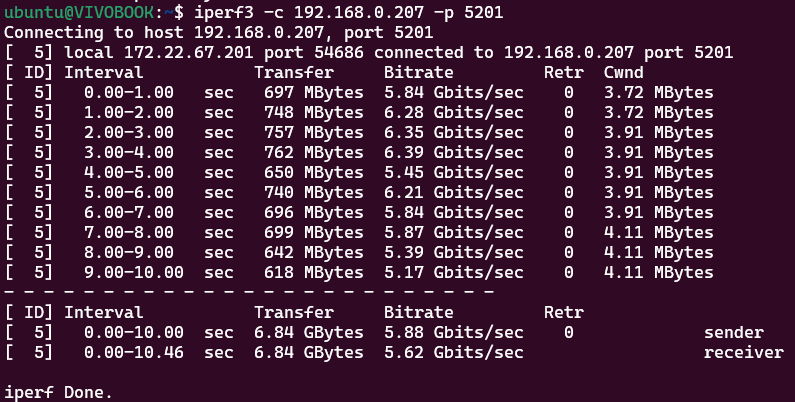 ubuntu@VIVOBOOK:~$ iperf3 -c 192.168.0.207 -p 5201
Connecting to host 192.168.0.207, port 5201
[  5] local 172.22.67.201 port 54686 connected to 192.168.0.207 port 5201
[ ID] Interval           Transfer     Bitrate         Retr  Cwnd
[  5]   0.00-1.00   sec   697 MBytes  5.84 Gbits/sec    0   3.72 MBytes
[  5]   1.00-2.00   sec   748 MBytes  6.28 Gbits/sec    0   3.72 MBytes
[  5]   2.00-3.00   sec   757 MBytes  6.35 Gbits/sec    0   3.91 MBytes
[  5]   3.00-4.00   sec   762 MBytes  6.39 Gbits/sec    0   3.91 MBytes
[  5]   4.00-5.00   sec   650 MBytes  5.45 Gbits/sec    0   3.91 MBytes
[  5]   5.00-6.00   sec   740 MBytes  6.21 Gbits/sec    0   3.91 MBytes
[  5]   6.00-7.00   sec   696 MBytes  5.84 Gbits/sec    0   3.91 MBytes
[  5]   7.00-8.00   sec   699 MBytes  5.87 Gbits/sec    0   4.11 MBytes
[  5]   8.00-9.00   sec   642 MBytes  5.39 Gbits/sec    0   4.11 MBytes
[  5]   9.00-10.00  sec   618 MBytes  5.17 Gbits/sec    0   4.11 MBytes
- - - - - - - - - - - - - - - - - - - - - - - - -
[ ID] Interval           Transfer     Bitrate         Retr
[  5]   0.00-10.00  sec  6.84 GBytes  5.88 Gbits/sec    0             sender
[  5]   0.00-10.46  sec  6.84 GBytes  5.62 Gbits/sec                  receiver

iperf Done.